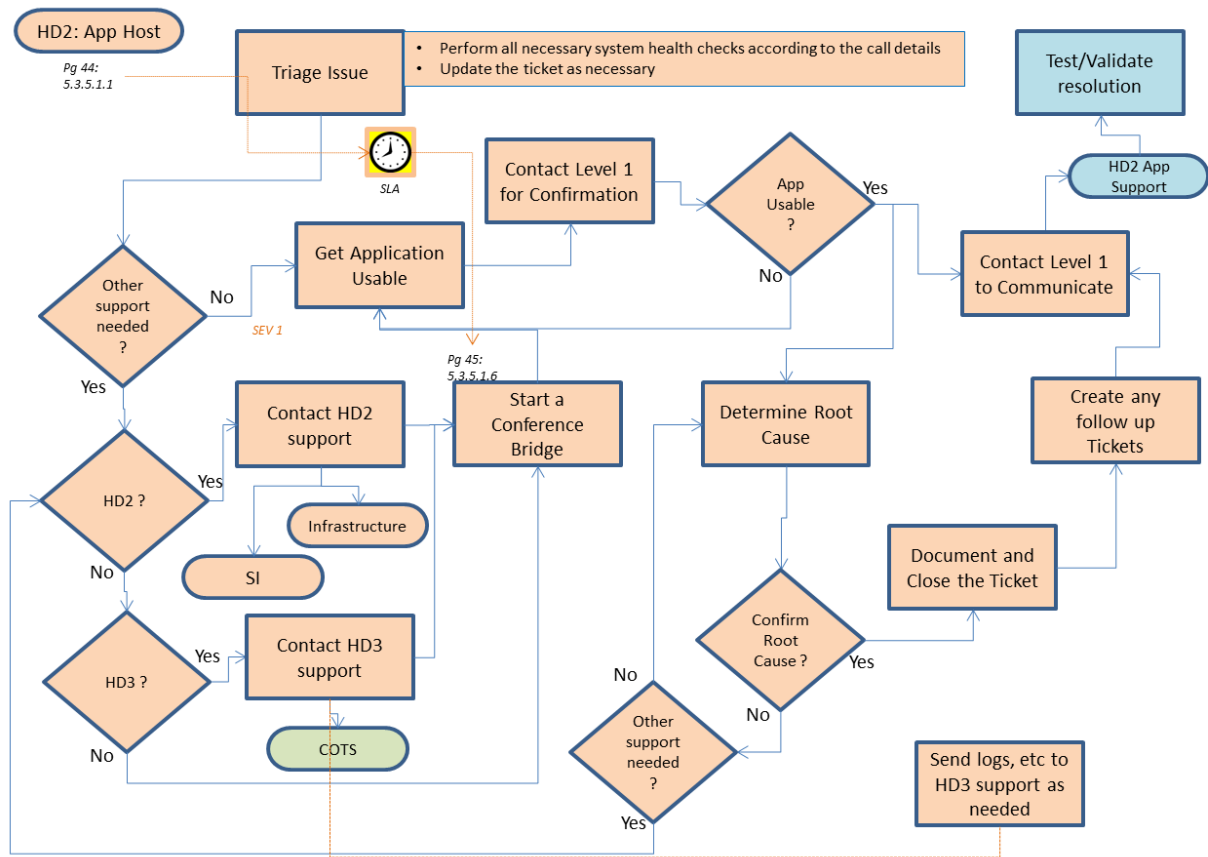 HD2: App Host
Pg 44:
5.3.5.1.1
Triage Issue
• Perform all necessary system health checks according to the call details
• Update the ticket as necessary
Test/Validate
resolution
SLA
Contact Level 1
for Confirmation
App
Usable
?
Yes
No
HD2 App
Support
Get Application
Usable
Contact Level 1
to Communicate
Other
support
needed
?
No
Yes
SEV 1
Pg 45:
5.3.5.1.6
Contact HD2
support
Start a
Conference
Bridge
Determine Root
Cause
Create any
follow up
Tickets
HD2 ?
Yes
No
Infrastructure
SI
Document and
Close the Ticket
Confirm
Root
Cause ?
Yes
No
HD3 ?
Yes
No
Contact HD3
support
COTS
Other
support
needed
?
No
Yes
Send logs, etc to
HD3 support as
needed